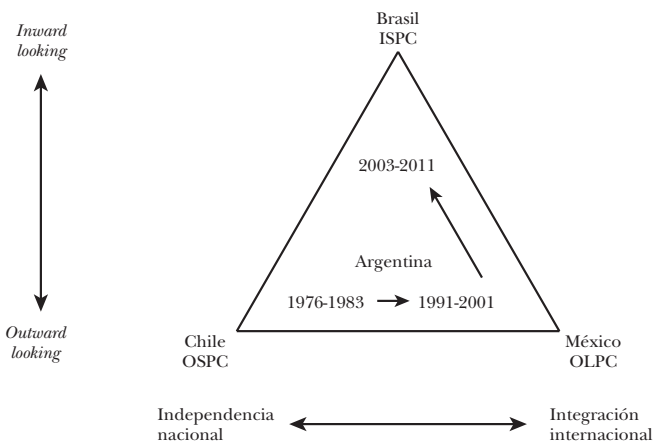 Brasil
ISPC
Inward
looking
2003-2011
Argentina
1976-1983
1991-2001
Outward
looking
Chile
OSPC
México
OLPC
Independencia
nacional
Integración
internacional